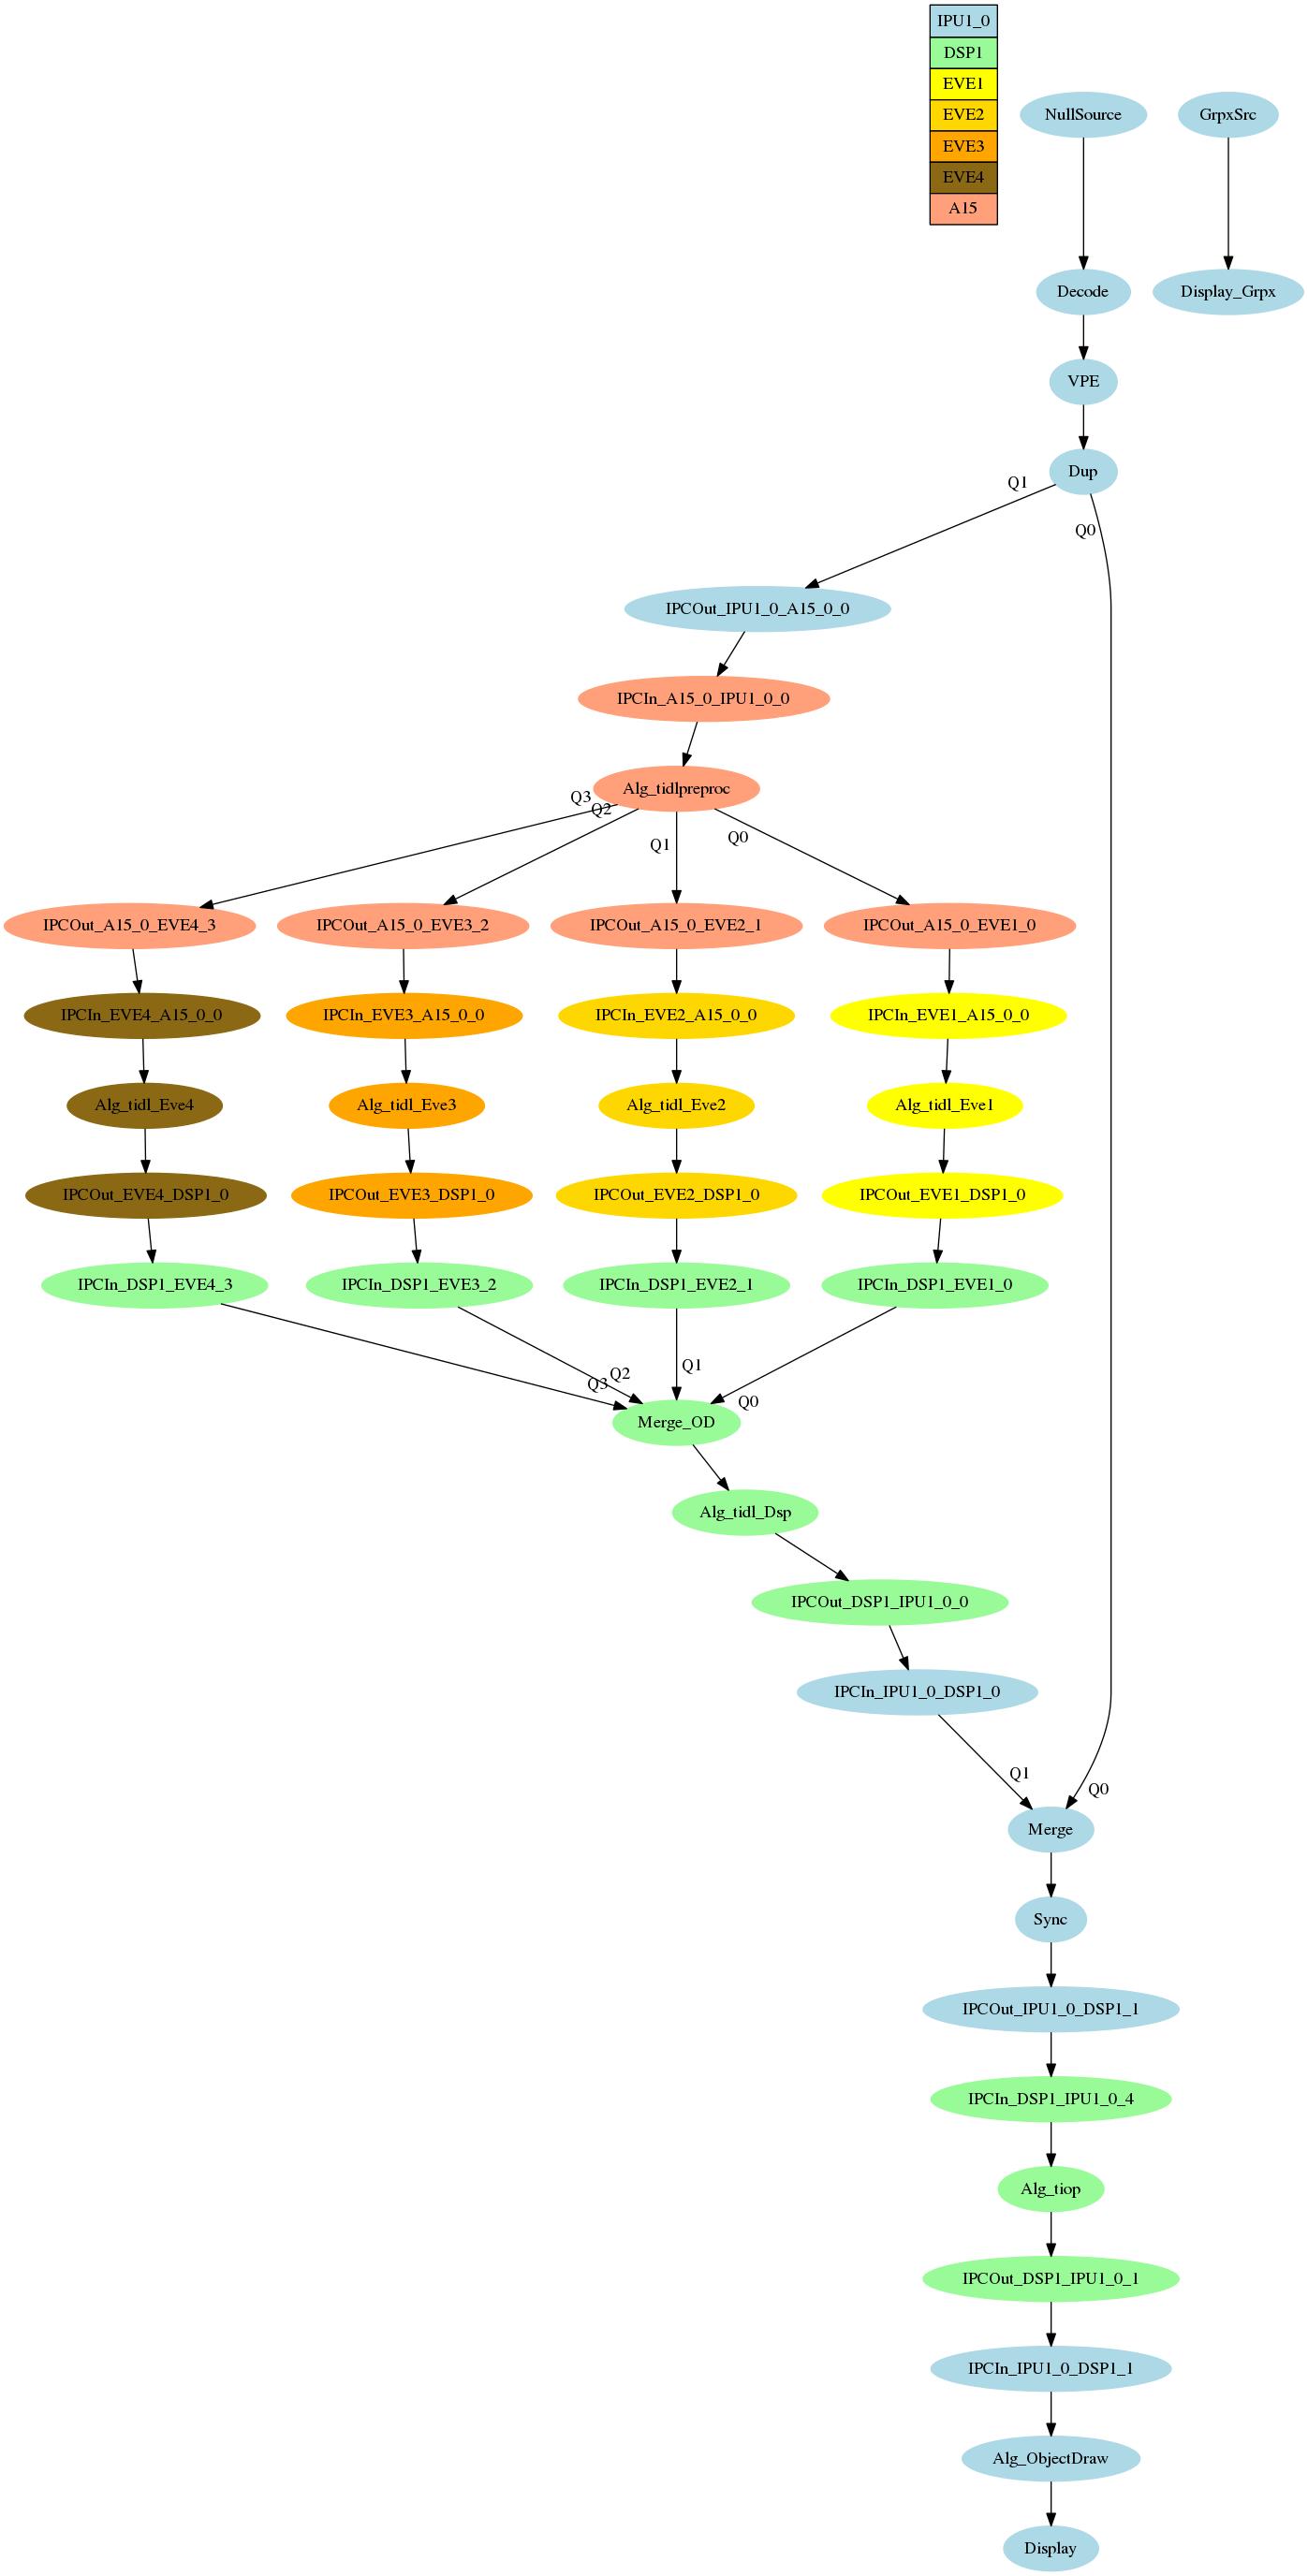 IPU1_0
DSP1
EVE1
EVE2
EVE3
EVE4
A15
NullSource
GrpxSrc
Decode
Display_Grpx
VPE
Dup
Q1
Q0
IPCOut_IPU1_0_A15_0_0
IPCIn_A15_0_IPU1_0_0
Alg_tidlpreproc
Q3
Q2
Q1
Q0
IPCOut_A15_0_EVE4_3
IPCOut_A15_0_EVE3_2
IPCOut_A15_0_EVE2_1
IPCOut_A15_0_EVE1_0
IPCIn_EVE4_A15_0_0
IPCIn_EVE3_A15_0_0
IPCIn_EVE2_A15_0_0
IPCIn_EVE1_A15_0_0
Alg_tidl_Eve4
Alg_tidl_Eve3
Alg_tidl_Eve2
Alg_tidl_Eve1
IPCOut_EVE4_DSP1_0
IPCOut_EVE3_DSP1_0
IPCOut_EVE2_DSP1_0
IPCOut_EVE1_DSP1_0
IPCIn_DSP1_EVE4_3
IPCIn_DSP1_EVE3_2
IPCIn_DSP1_EVE2_1
IPCIn_DSP1_EVE1_0
Q3
Q2
Q1
Q0
Merge_OD
Alg_tidl_Dsp
IPCOut_DSP1_IPU1_0_0
IPCIn_IPU1_0_DSP1_0
Q1
Q0
Merge
Sync
IPCOut_IPU1_0_DSP1_1
IPCIn_DSP1_IPU1_0_4
Alg_tiop
IPCOut_DSP1_IPU1_0_1
IPCIn_IPU1_0_DSP1_1
Alg_ObjectDraw
Display